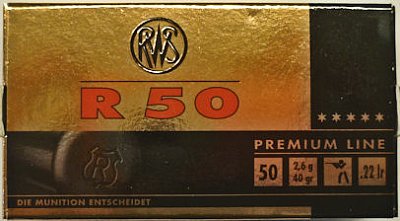 RWS
R 50
*****
PREMIUM LINE
50 2,6 g 40 gr .22 lr
R
DIE MUNITION ENTSCHEIDET